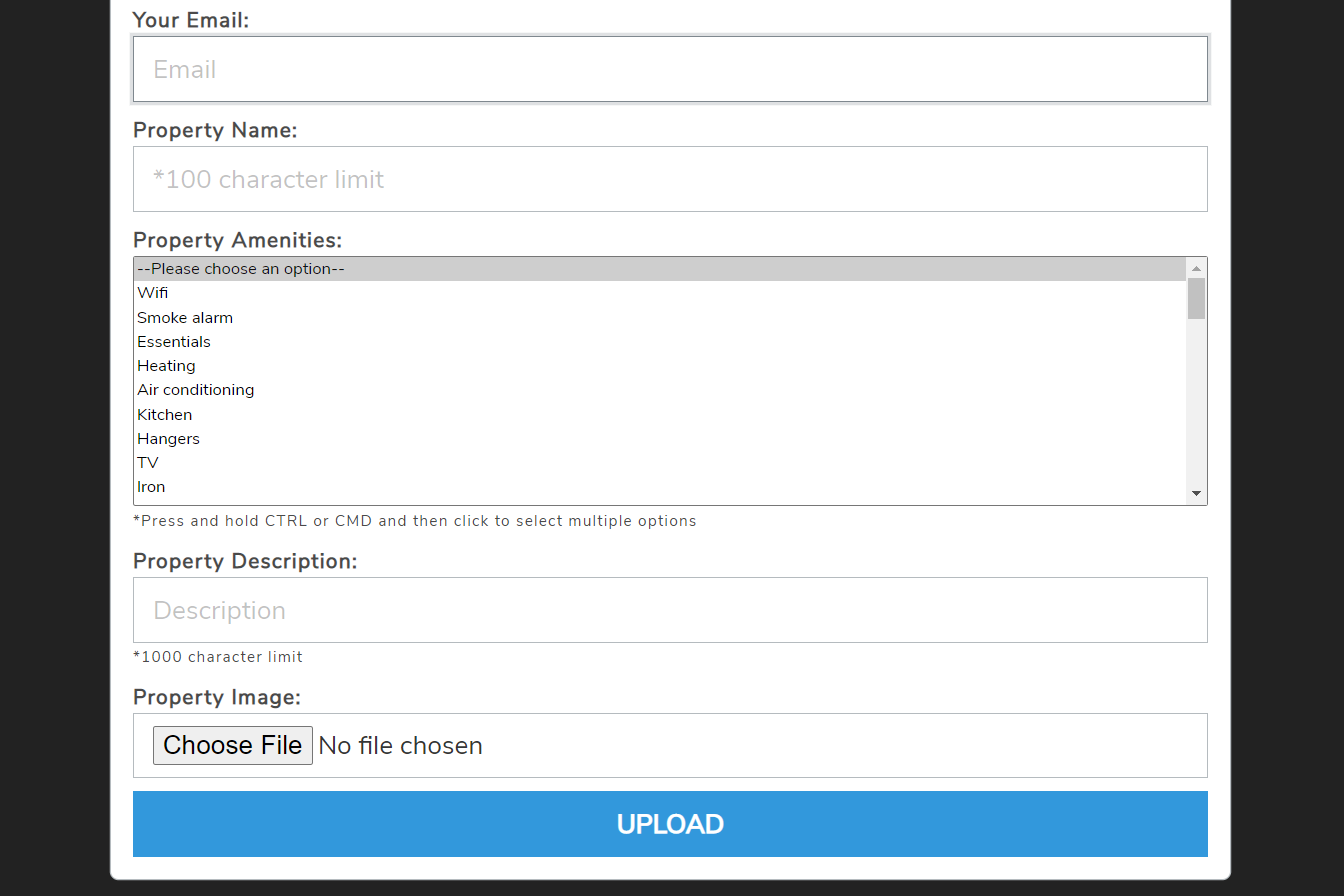 Your Email:
Email
Property Name:
*100 character limit
Property Amenities:
--Please choose an option--
Wifi
Smoke alarm
Essentials
Heating
Air conditioning
Kitchen
Hangers
TV
Iron
*Press and hold CTRL or CMD and then click to select multiple options
Property Description:
Description
*1000 character limit
Property Image:
Choose File No file chosen
UPLOAD